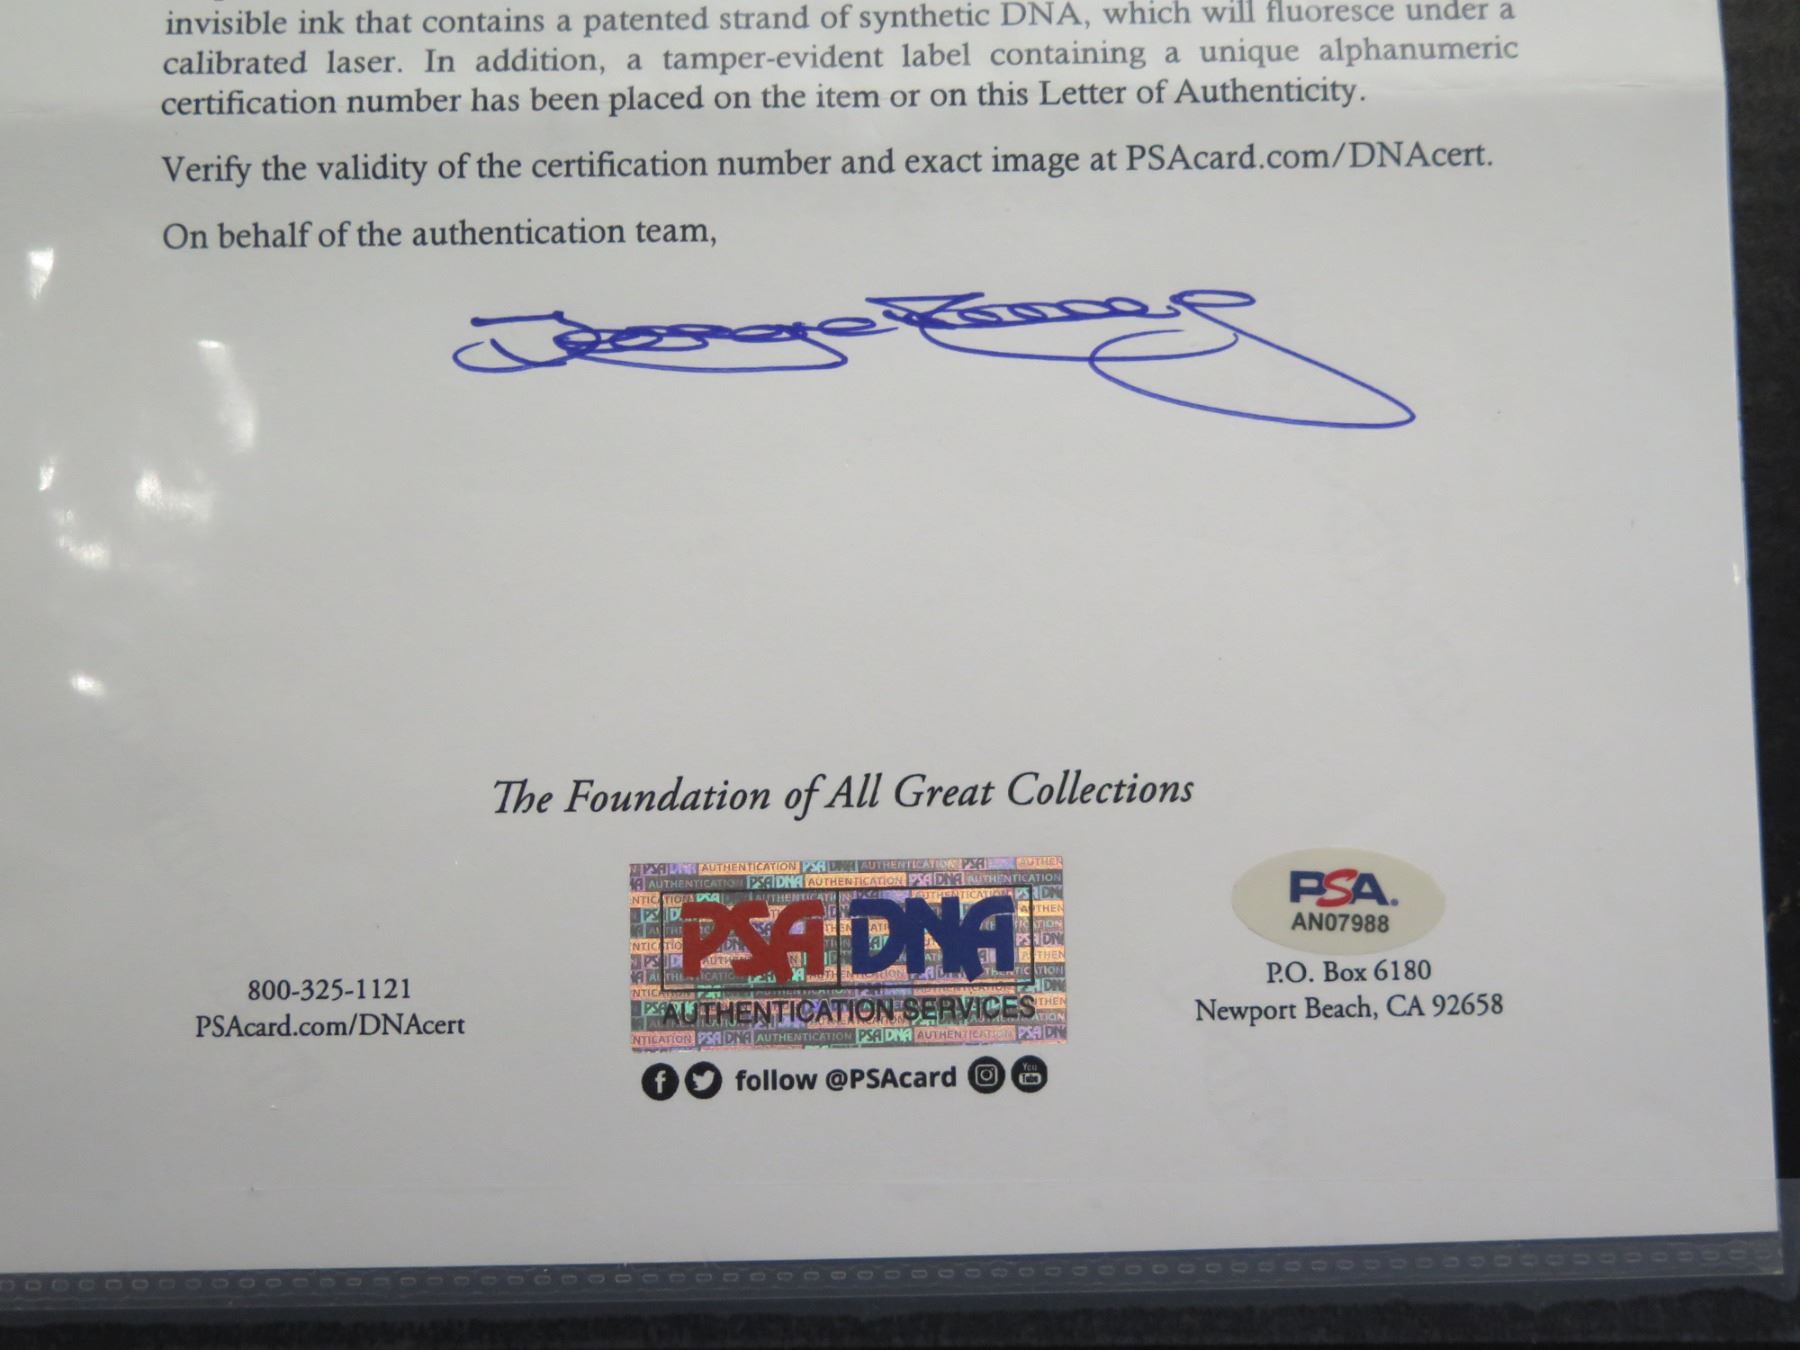 invisible ink that contains a patented strand of synthetic DNA, which will fluoresce under a
calibrated laser. In addition, a tamper-evident label containing a unique alphanumeric
certification number has been placed on the item or on this Letter of Authenticity.
Verify the validity of the certification number and exact image at PSAcard.com/DNAcert.
On behalf of the authentication team,
The Foundation of All Great Collections
PSA DNA
AUTHENTICATION SERVICES
PSA.
AN07988
800-325-1121
PSAcard.com/DNAcert
P.O. Box 6180
Newport Beach, CA 92658
follow @PSAcard
You
Tube